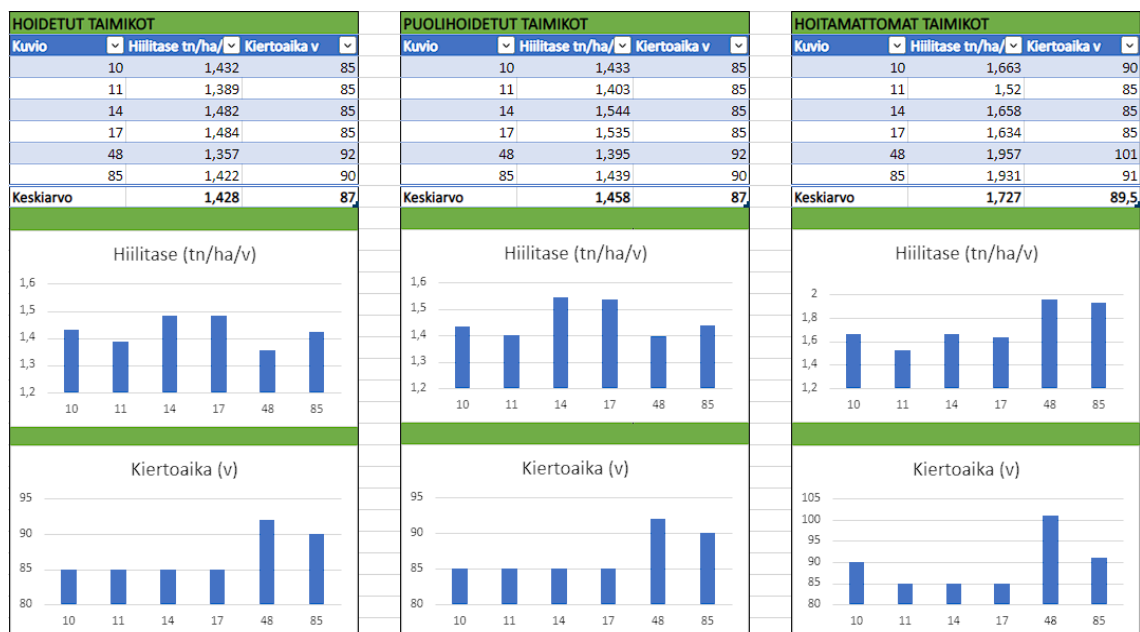 HOIDETUT TAIMIKOT
Kuvio Hiilitase tn/ha/ Kiertoaika v
10 1,432 85
11 1,389 85
14 1,482 85
17 1,484 85
48 1,357 92
85 1,422 90
Keskiarvo 1,428 87
Hiilitase (tn/ha/v)
1,6
1,5
1,4
1,3
1,2
10 11 14 17 48 85
Kiertoaika (v)
95
90
85
80
10 11 14 17 48 85
PUOLIHOIDETUT TAIMIKOT
Kuvio Hiilitase tn/ha/ Kiertoaika v
10 1,433 85
11 1,403 85
14 1,544 85
17 1,535 85
48 1,395 92
85 1,439 90
Keskiarvo 1,458 87
Hiilitase (tn/ha/v)
1,6
1,5
1,4
1,3
1,2
10 11 14 17 48 85
Kiertoaika (v)
95
90
85
80
10 11 14 17 48 85
HOITAMATTOMAT TAIMIKOT
Kuvio Hiilitase tn/ha/ Kiertoaika v
10 1,663 90
11 1,52 85
14 1,658 85
17 1,634 85
48 1,957 101
85 1,931 91
Keskiarvo 1,727 89,5
Hiilitase (tn/ha/v)
2
1,8
1,6
1,4
1,2
10 11 14 17 48 85
Kiertoaika (v)
105
100
95
90
85
80
10 11 14 17 48 85